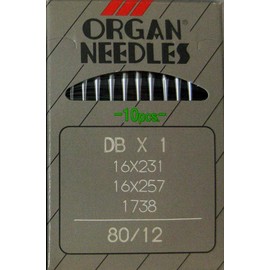 ORGAN®
NEEDLES
-10pcs.-
DB X 1
16X231
16X257
1738
80/12